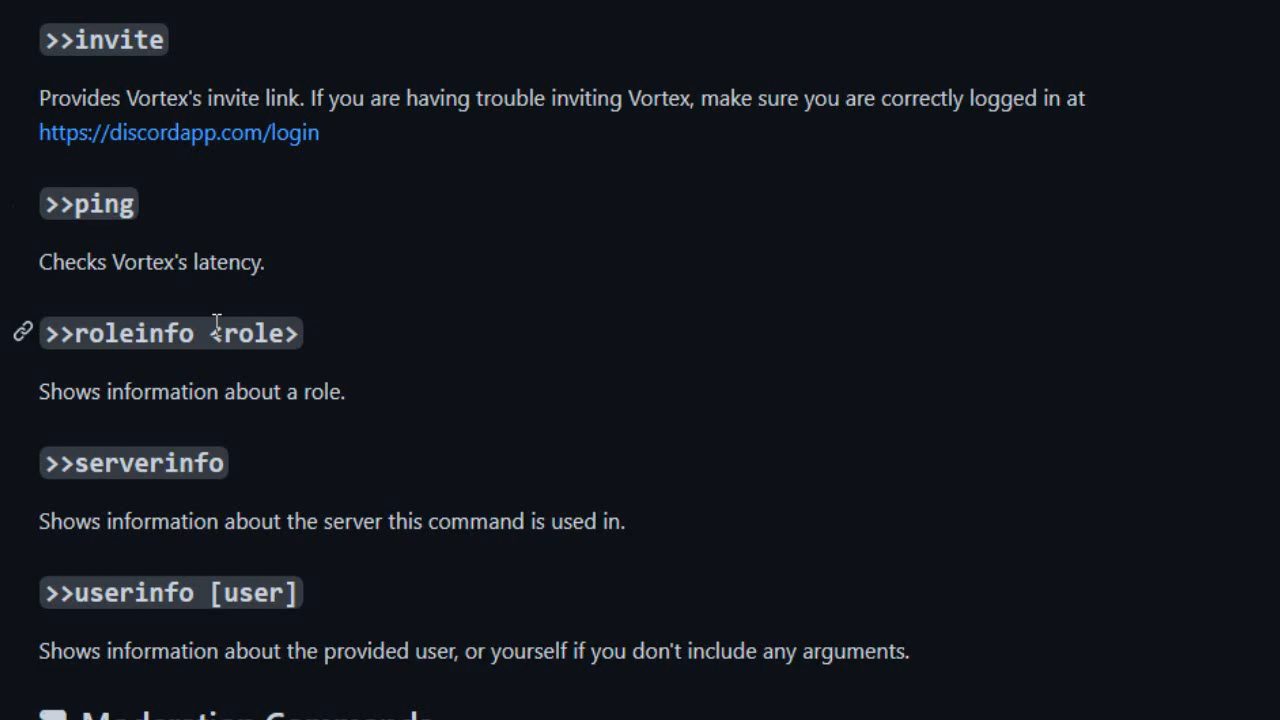 >>invite
Provides Vortex's invite link. If you are having trouble inviting Vortex, make sure you are correctly logged in at
https://discordapp.com/login
>>ping
Checks Vortex's latency.
>>roleinfo <role>
Shows information about a role.
>>serverinfo
Shows information about the server this command is used in.
>>userinfo [user]
Shows information about the provided user, or yourself if you don't include any arguments.
Moderation Commands